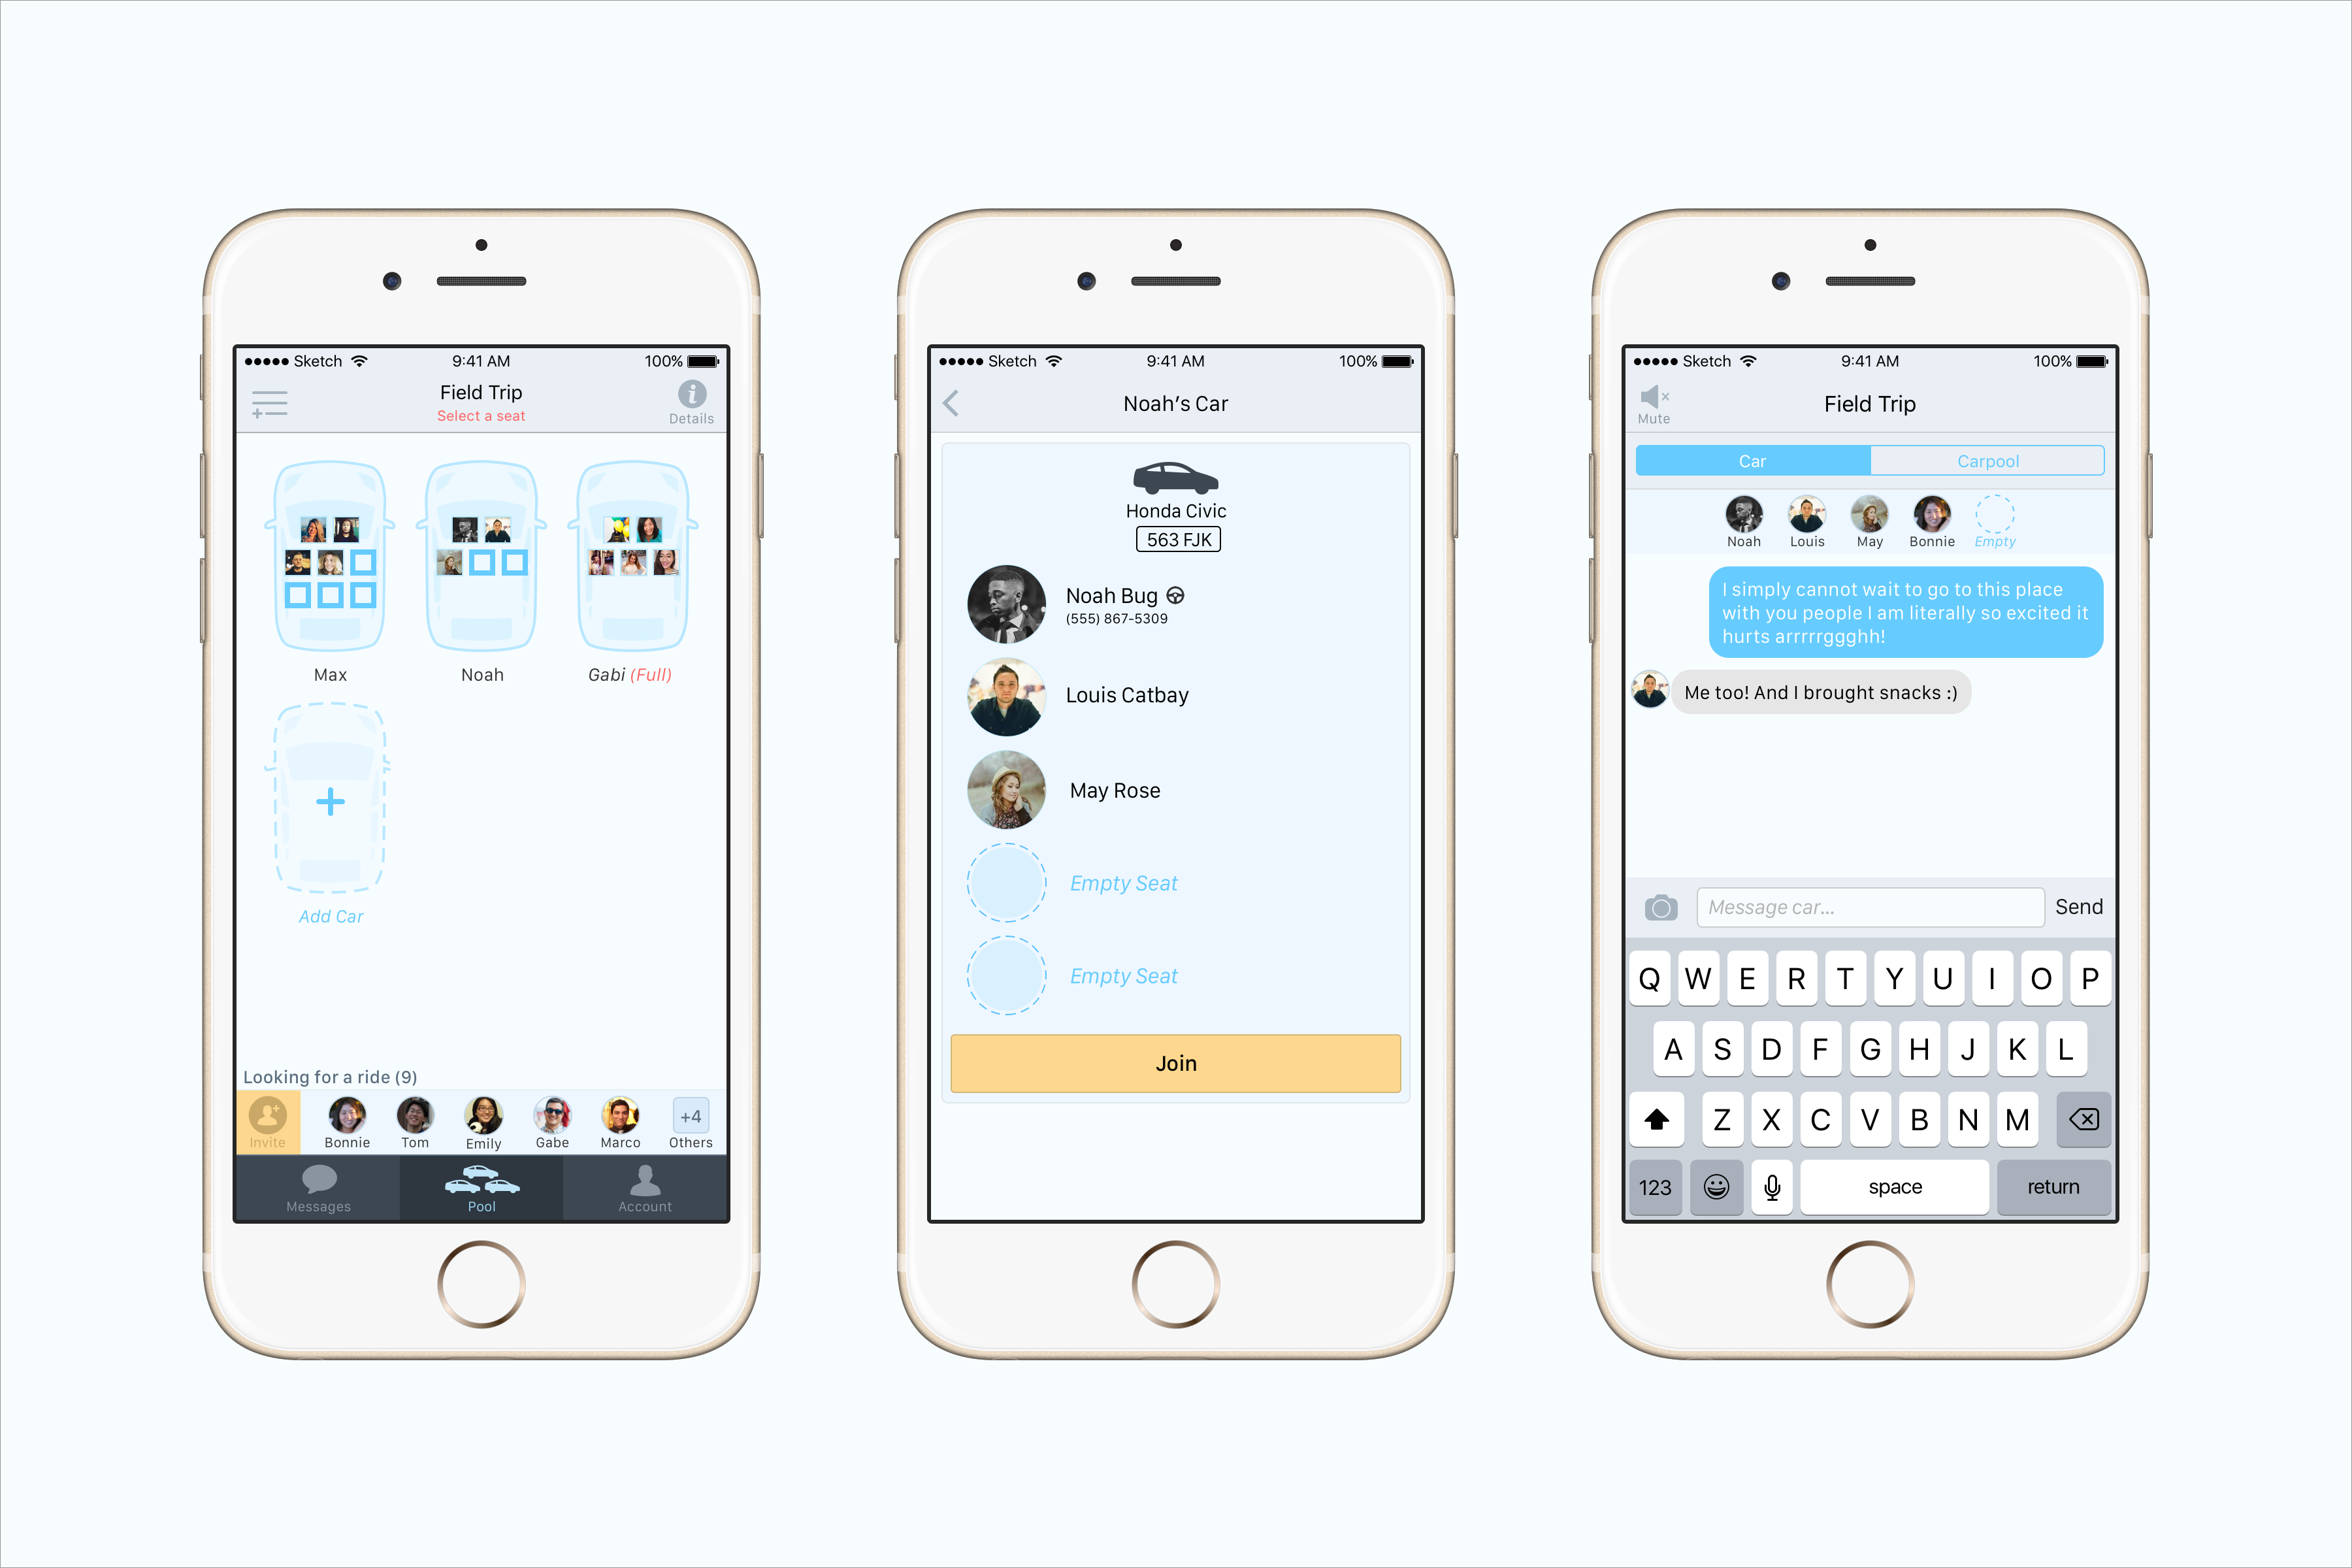 Sketch 9:41 AM 100%
Field Trip
Select a seat
Details
Max Noah Gabi (Full)
Add Car
Looking for a ride (9)
+4
Invite Bonnie Tom Emily Gabe Marco Others
Messages Pool Account
Sketch 9:41 AM 100%
Noah's Car
Honda Civic
563 FJK
Noah Bug
(555) 867-5309
Louis Catbay
May Rose
Empty Seat
Empty Seat
Join
Sketch 9:41 AM 100%
Field Trip
Mute
Car Carpool
Noah Louis May Bonnie Empty
I simply cannot wait to go to this place
with you people I am literally so excited it
hurts arrrrrggghh!
Me too! And I brought snacks :)
Message car... Send
Q W E R T Y U I O P
A S D F G H J K L
Z X C V B N M
123 space return